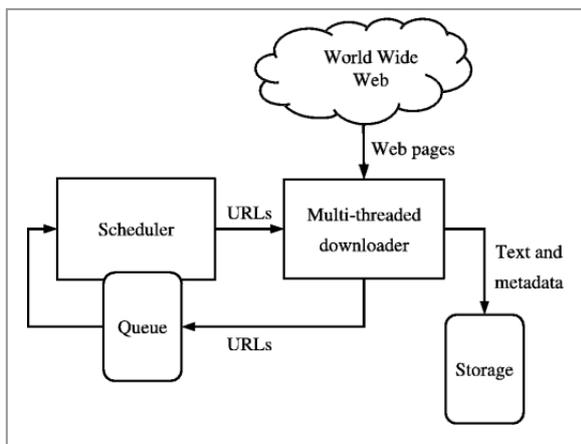 World Wide
Web
Web pages
Scheduler
URLs
Multi-threaded
downloader
Text and
metadata
Queue
URLs
Storage